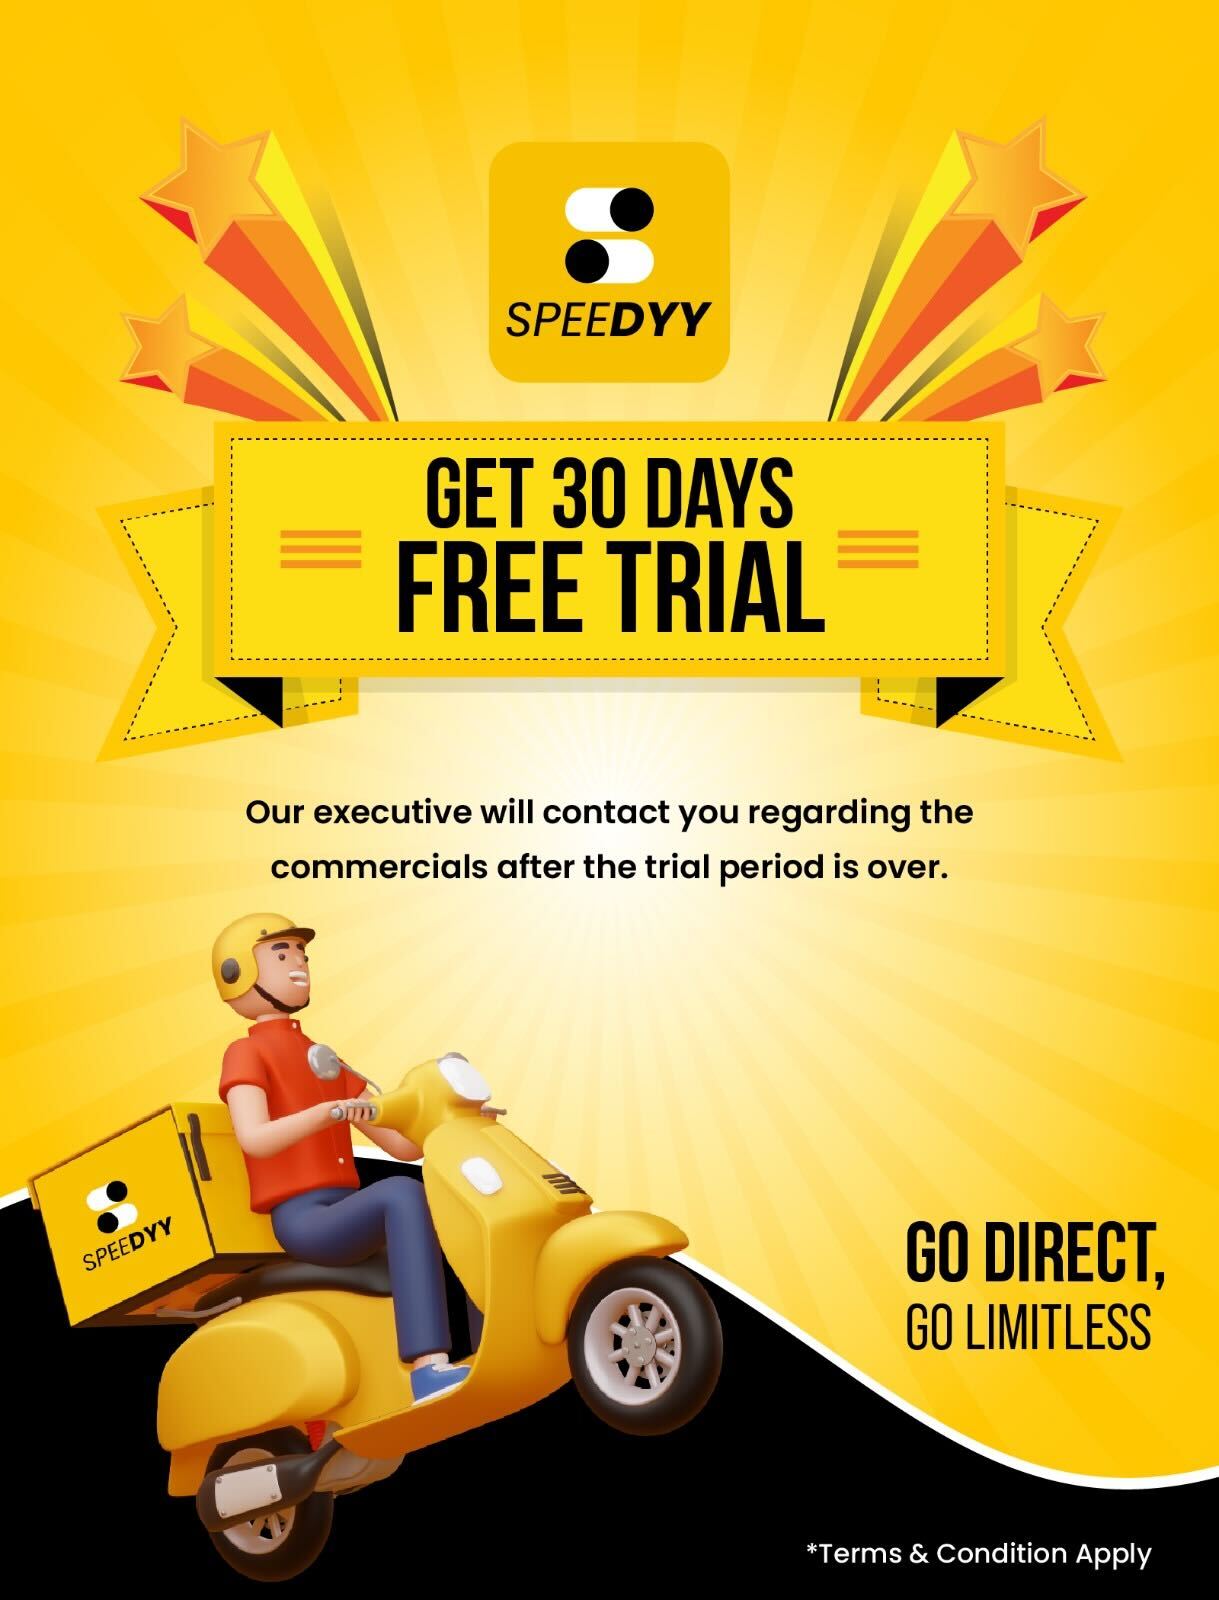 SPEEDYY
GET 30 DAYS
FREE TRIAL
Our executive will contact you regarding the
commercials after the trial period is over.
SPEEDYY
GO DIRECT,
GO LIMITLESS
*Terms & Condition Apply